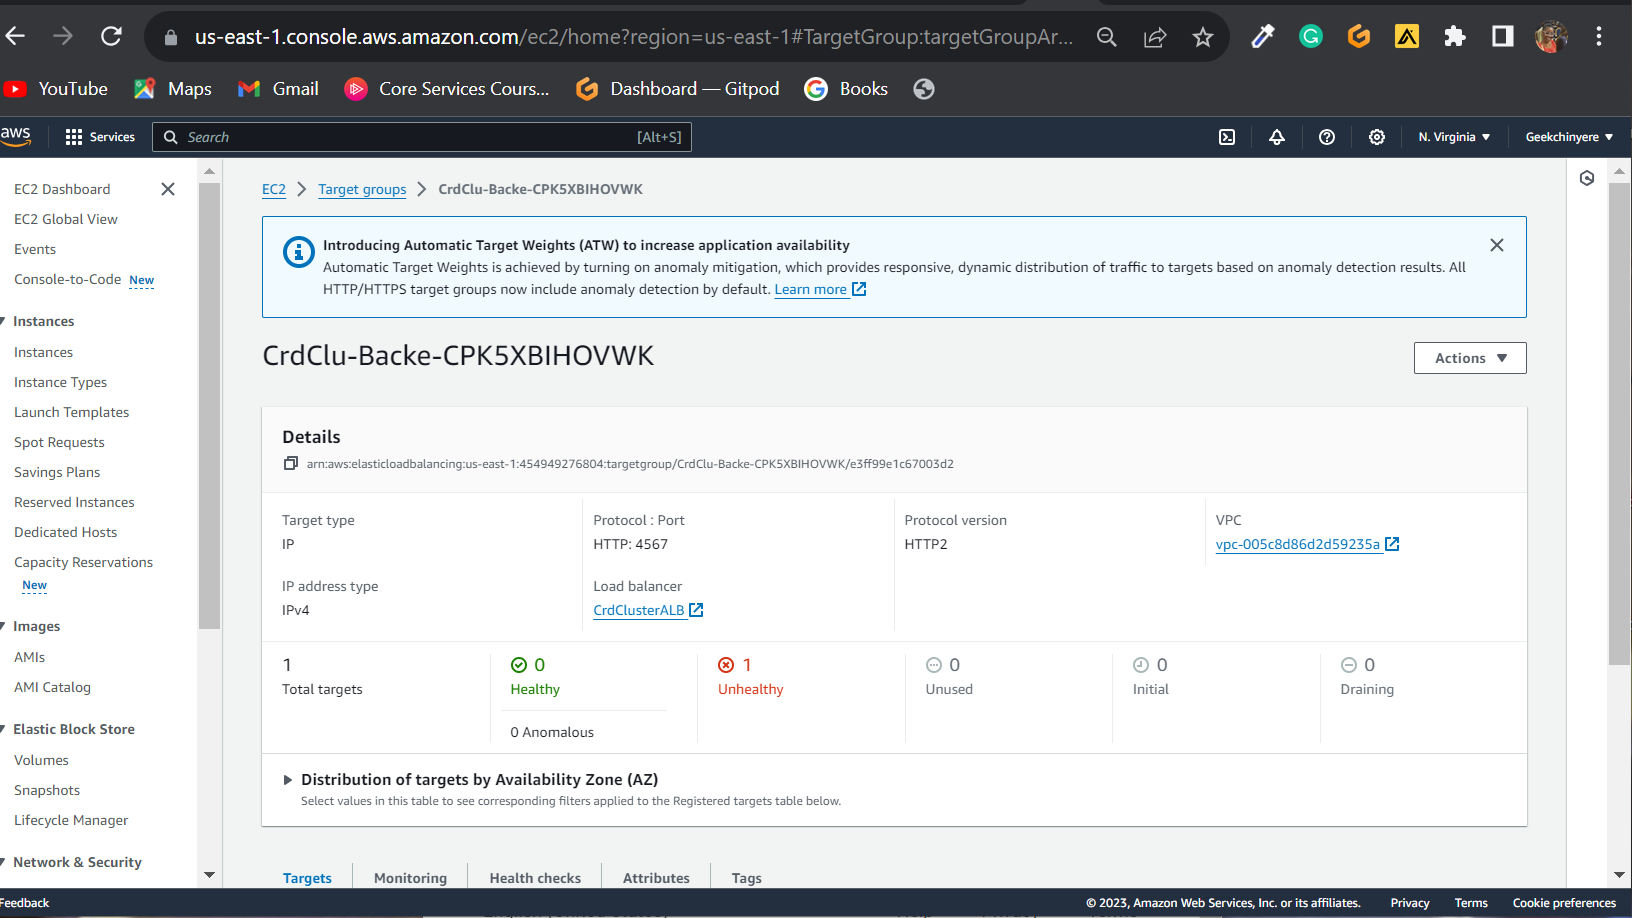 us-east-1.console.aws.amazon.com/ec2/home?region=us-east-1#TargetGroup:targetGroupAr...
YouTube
Maps
Gmail
Core Services Cours...
Dashboard — Gitpod
Books
aws
Services
Search
[Alt+S]
N. Virginia
Geekchinyere
EC2 Dashboard
EC2 Global View
Events
Console-to-Code New
Instances
Instances
Instance Types
Launch Templates
Spot Requests
Savings Plans
Reserved Instances
Dedicated Hosts
Capacity Reservations
New
Images
AMIs
AMI Catalog
Elastic Block Store
Volumes
Snapshots
Lifecycle Manager
Network & Security
EC2
Target groups
CrdClu-Backe-CPK5XBIHOVWK
Introducing Automatic Target Weights (ATW) to increase application availability
Automatic Target Weights is achieved by turning on anomaly mitigation, which provides responsive, dynamic distribution of traffic to targets based on anomaly detection results. All
HTTP/HTTPS target groups now include anomaly detection by default. Learn more
CrdClu-Backe-CPK5XBIHOVWK
Actions
Details
arn:aws:elasticloadbalancing:us-east-1:454949276804:targetgroup/CrdClu-Backe-CPK5XBIHOVWK/e3ff99e1c67003d2
Target type
IP
Protocol : Port
HTTP: 4567
Protocol version
HTTP2
VPC
vpc-005c8d86d2d59235a
IP address type
IPv4
Load balancer
CrdClusterALB
1
Total targets
0
Healthy
0 Anomalous
1
Unhealthy
0
Unused
0
Initial
0
Draining
Distribution of targets by Availability Zone (AZ)
Select values in this table to see corresponding filters applied to the Registered targets table below.
Targets
Monitoring
Health checks
Attributes
Tags
Feedback
© 2023, Amazon Web Services, Inc. or its affiliates.
Privacy
Terms
Cookie preferences